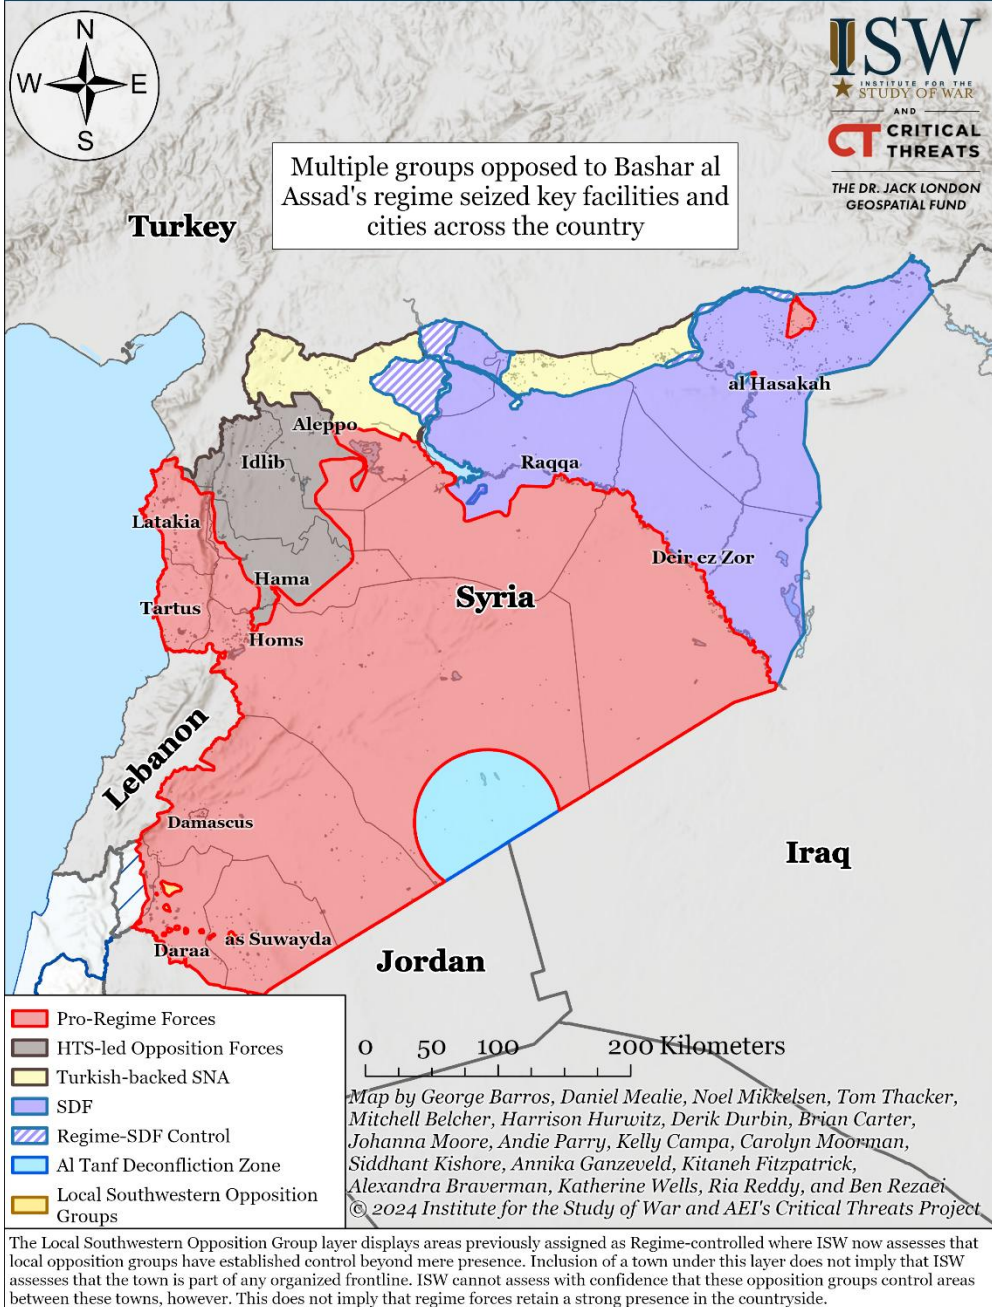 N
W
E
S
ISW
INSTITUTE FOR THE
STUDY OF WAR
AND
CT CRITICAL
THREATS
THE DR. JACK LONDON
GEOSPATIAL FUND
Multiple groups opposed to Bashar al
Assad's regime seized key facilities and
cities across the country
Turkey
al Hasakah
Aleppo
Idlib
Raqqa
Latakia
Deir ez Zor
Hama
Syria
Tartus
Homs
Lebanon
Damascus
Iraq
as Suwayda
Daraa
Jordan
Pro-Regime Forces
HTS-led Opposition Forces
Turkish-backed SNA
SDF
Regime-SDF Control
Al Tanf Deconfliction Zone
Local Southwestern Opposition
Groups
0 50 100 200 Kilometers
Map by George Barros, Daniel Mealie, Noel Mikkelsen, Tom Thacker,
Mitchell Belcher, Harrison Hurwitz, Derik Durbin, Brian Carter,
Johanna Moore, Andie Parry, Kelly Campa, Carolyn Moorman,
Siddhant Kishore, Annika Ganzeveld, Kitaneh Fitzpatrick,
Alexandra Braverman, Katherine Wells, Ria Reddy, and Ben Rezaei
© 2024 Institute for the Study of War and AEI's Critical Threats Project
The Local Southwestern Opposition Group layer displays areas previously assigned as Regime-controlled where ISW now assesses that
local opposition groups have established control beyond mere presence. Inclusion of a town under this layer does not imply that ISW
assesses that the town is part of any organized frontline. ISW cannot assess with confidence that these opposition groups control areas
between these towns, however. This does not imply that regime forces retain a strong presence in the countryside.